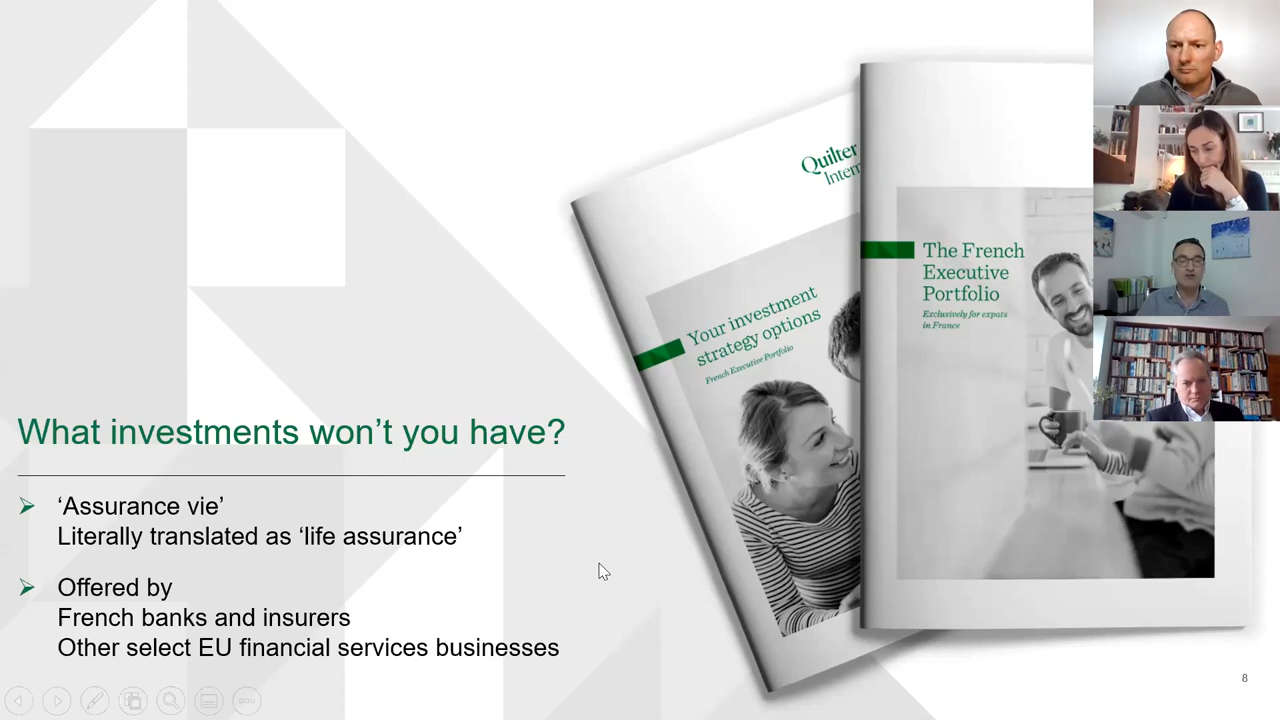 What investments won't you have?
‘Assurance vie’
Literally translated as ‘life assurance’
Offered by
French banks and insurers
Other select EU financial services businesses
Quilter
Your investment
strategy options
French Executive Portfolio
The French
Executive
Portfolio
Exclusively for expats
in France
8